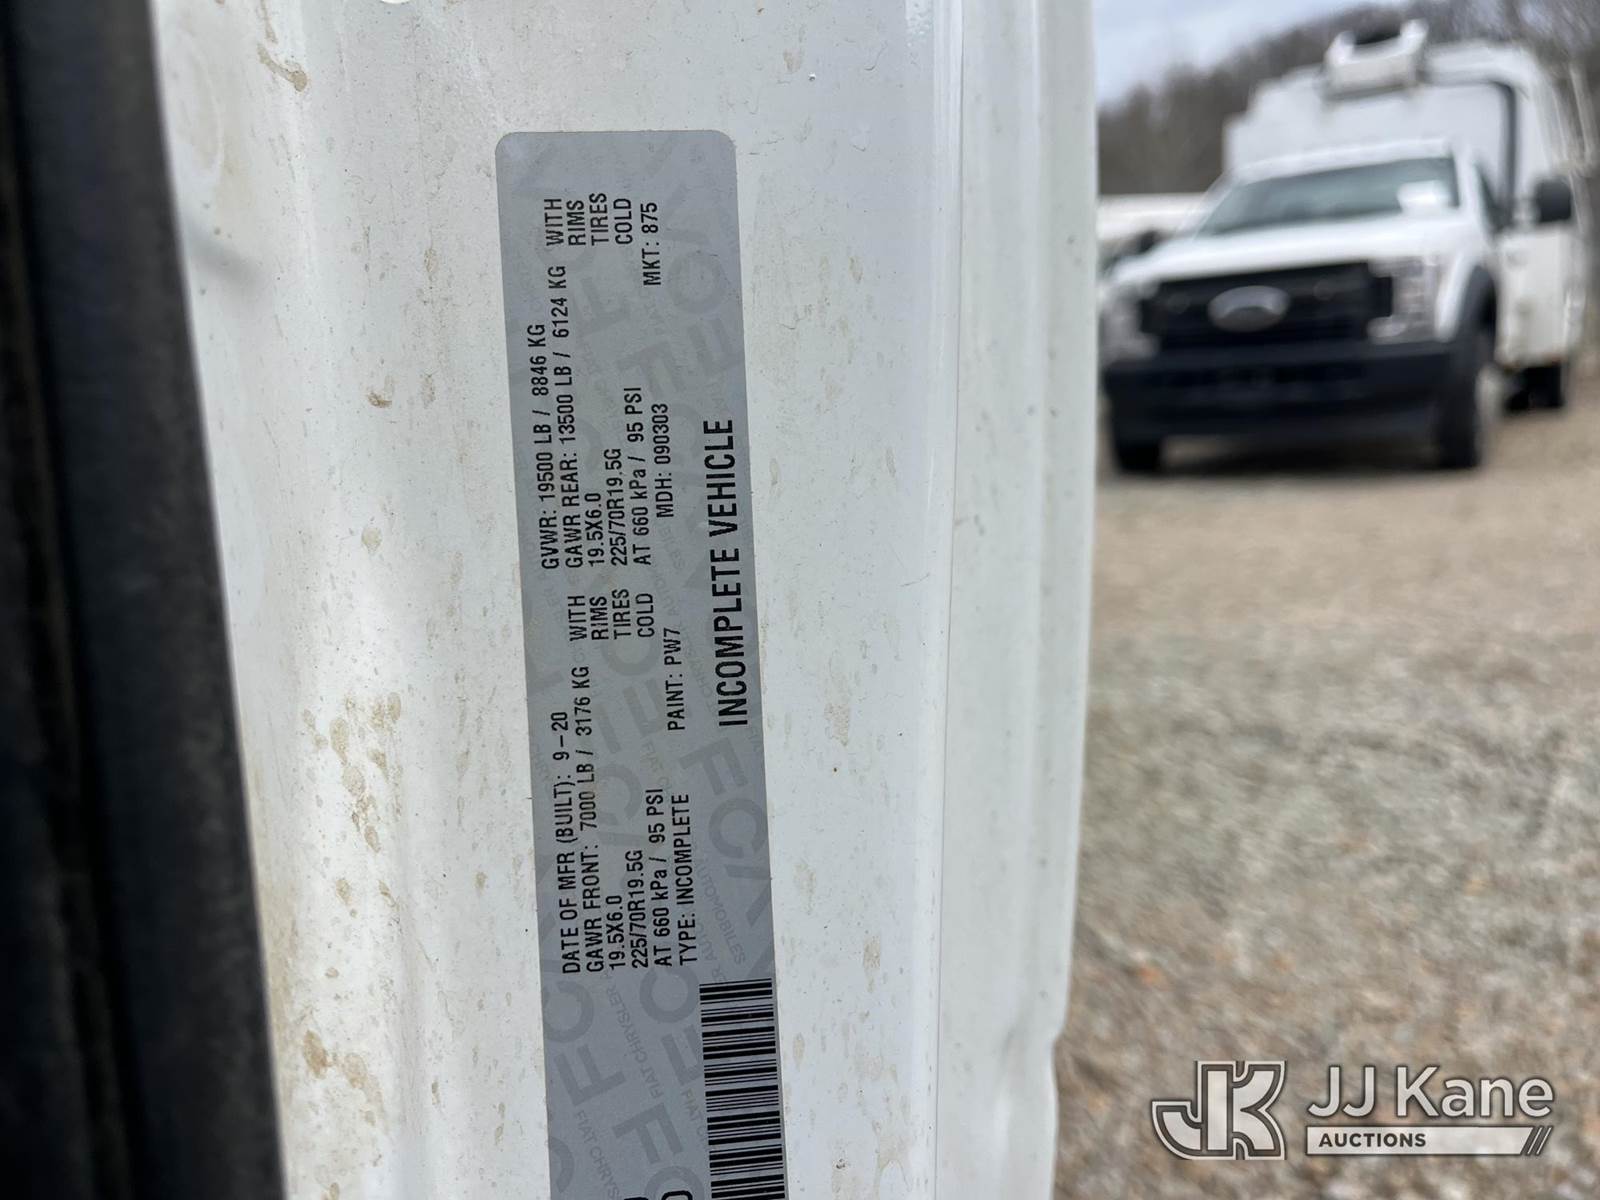 DATE OF MFR (BUILT): 9-20 GVWR: 19500 LB / 8846 KG
GAWR FRONT: 7000 LB / 3176 KG WITH GAWR REAR: 13500 LB / 6124 KG WITH
19.5X6.0 RIMS 19.5X6.0 RIMS
225/70R19.5G TIRES 225/70R19.5G TIRES
AT 660 kPa / 95 PSI COLD AT 660 kPa / 95 PSI COLD
TYPE: INCOMPLETE PAINT: PW7 MDH: 090303 MKT: 875
INCOMPLETE VEHICLE
JK JJ Kane
AUCTIONS